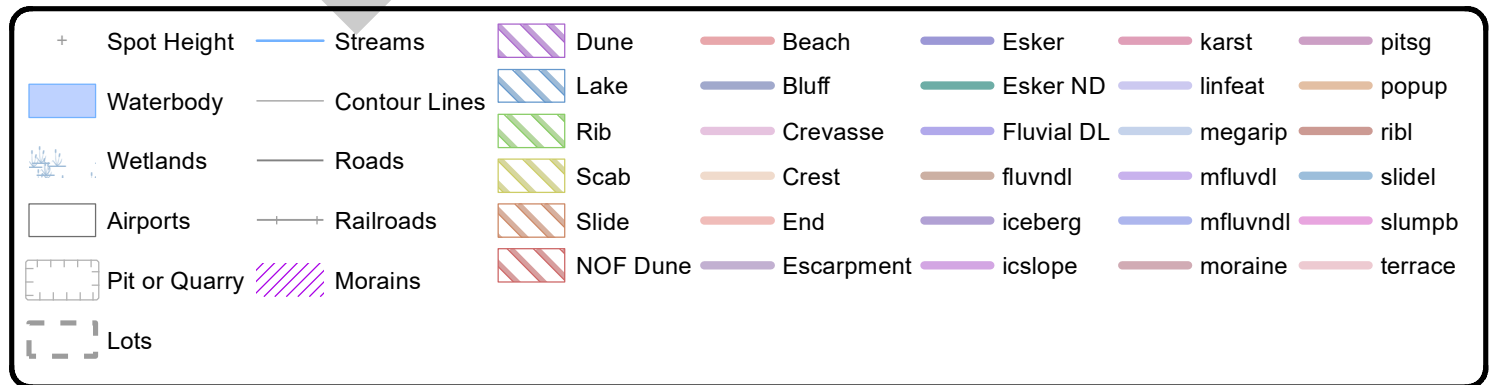 Spot Height
Waterbody
Wetlands
Airports
Pit or Quarry
Lots
Streams
Contour Lines
Roads
Railroads
Morains
Dune
Lake
Rib
Scab
Slide
NOF Dune
Beach
Bluff
Crevasse
Crest
End
Escarpment
Esker
Esker ND
Fluvial DL
fluvndl
iceberg
icslope
karst
linfeat
megarip
mfluvdl
mfluvndl
moraine
pitsg
popup
ribl
slidel
slumpb
terrace